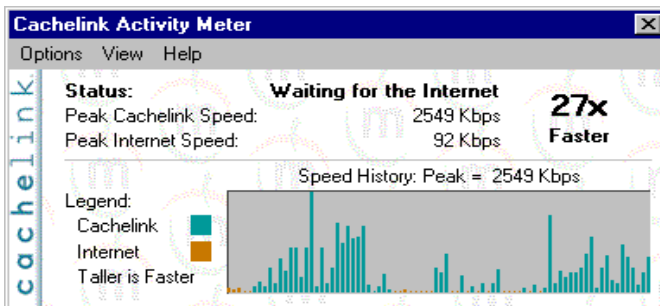 Cachelink Activity Meter
Options View Help
cachelink.
Status: Waiting for the Internet
Peak Cachelink Speed: 2549 Kbps
Peak Internet Speed: 92 Kbps
27x
Faster
Speed History: Peak = 2549 Kbps
Legend:
Cachelink
Internet
Taller is Faster